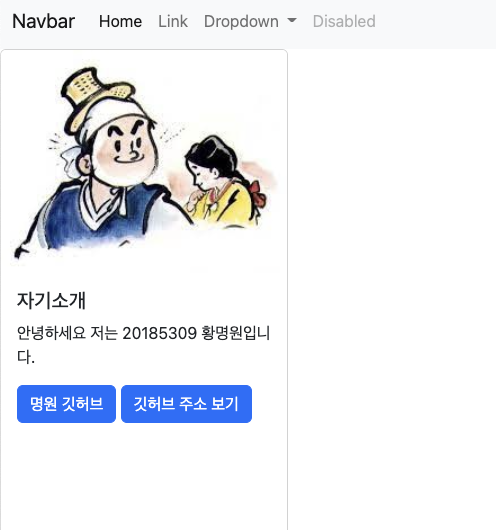 Navbar Home Link Dropdown Disabled
자기소개
안녕하세요 저는 20185309 황명원입니
다.
명원 깃허브 깃허브 주소 보기